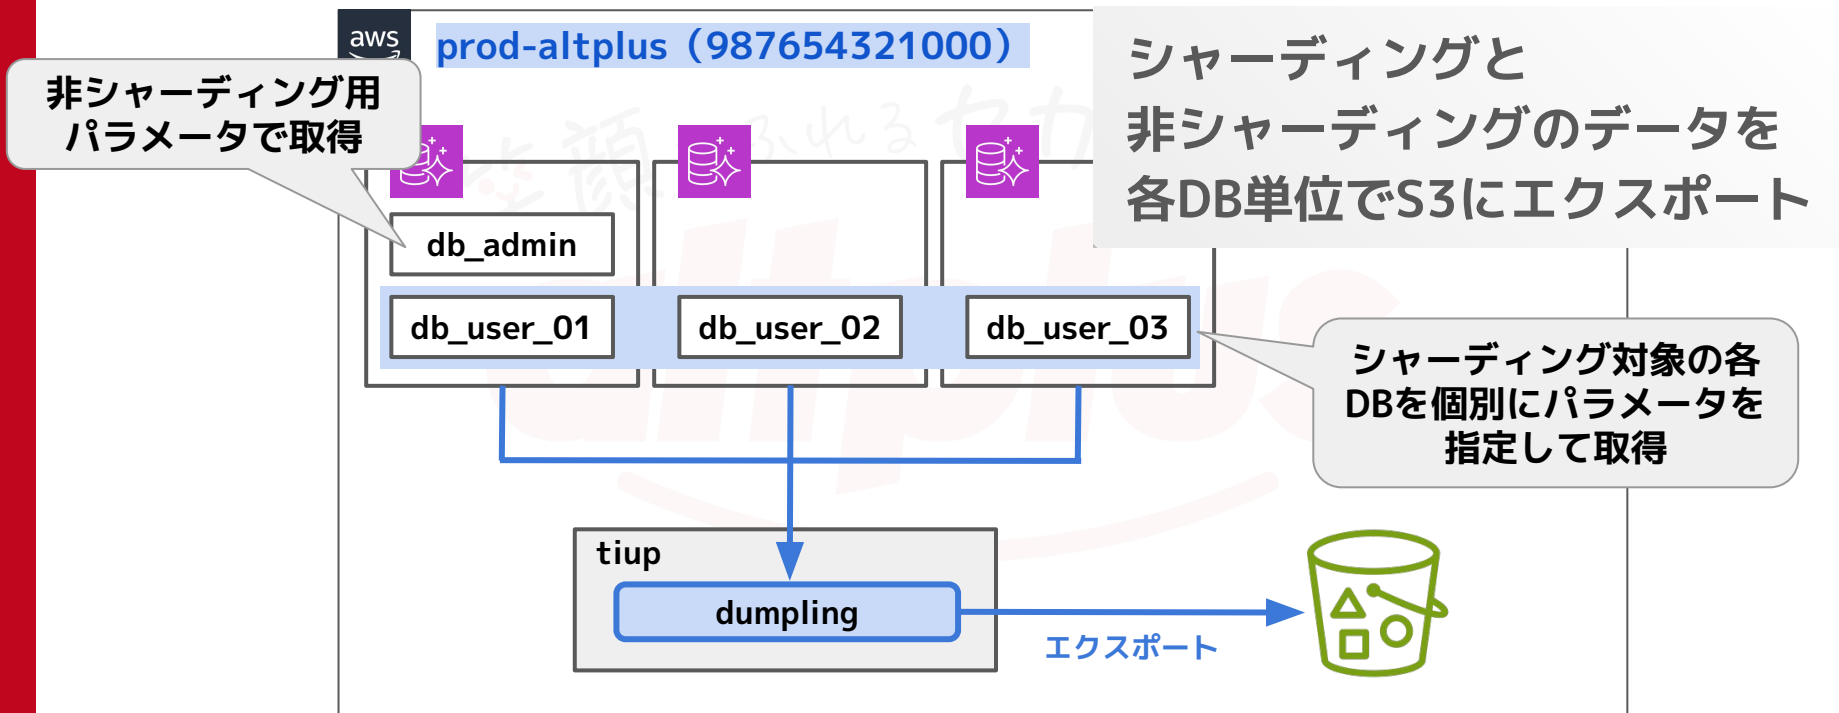 aws
prod-altplus（987654321000）
シャーディングと
非シャーディングのデータを
各DB単位でS3にエクスポート
非シャーディング用
パラメータで取得
db_admin
db_user_01
db_user_02
db_user_03
シャーディング対象の各
DBを個別にパラメータを
指定して取得
tiup
dumpling
エクスポート
altplus